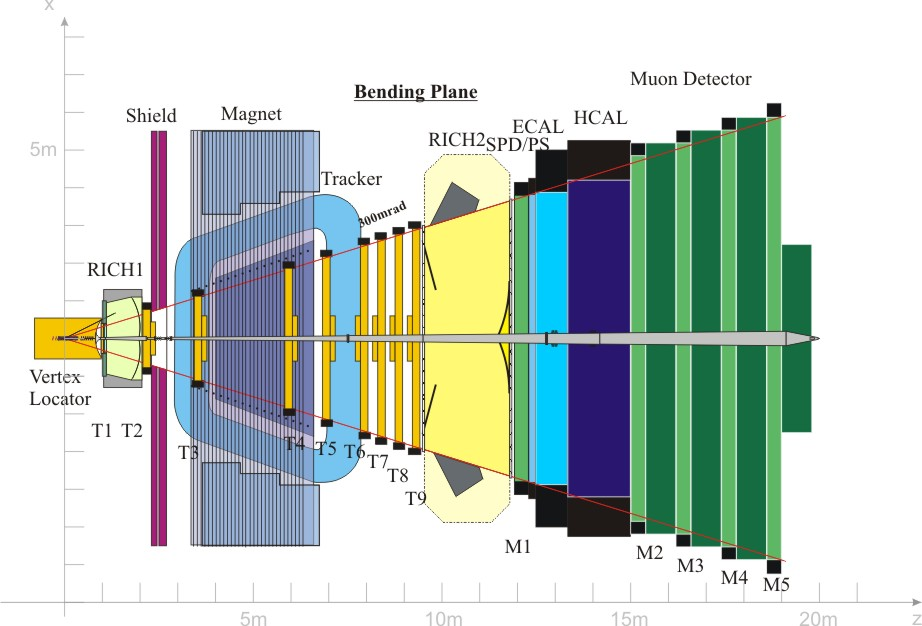 x
Muon Detector
Bending Plane
Shield
Magnet
HCAL
ECAL
RICH2
SPD/PS
5m
Tracker
300mrad
RICH1
Vertex
Locator
T1
T2
T3
T4
T5
T6
T7
T8
T9
M1
M2
M3
M4
M5
5m
10m
15m
20m
z